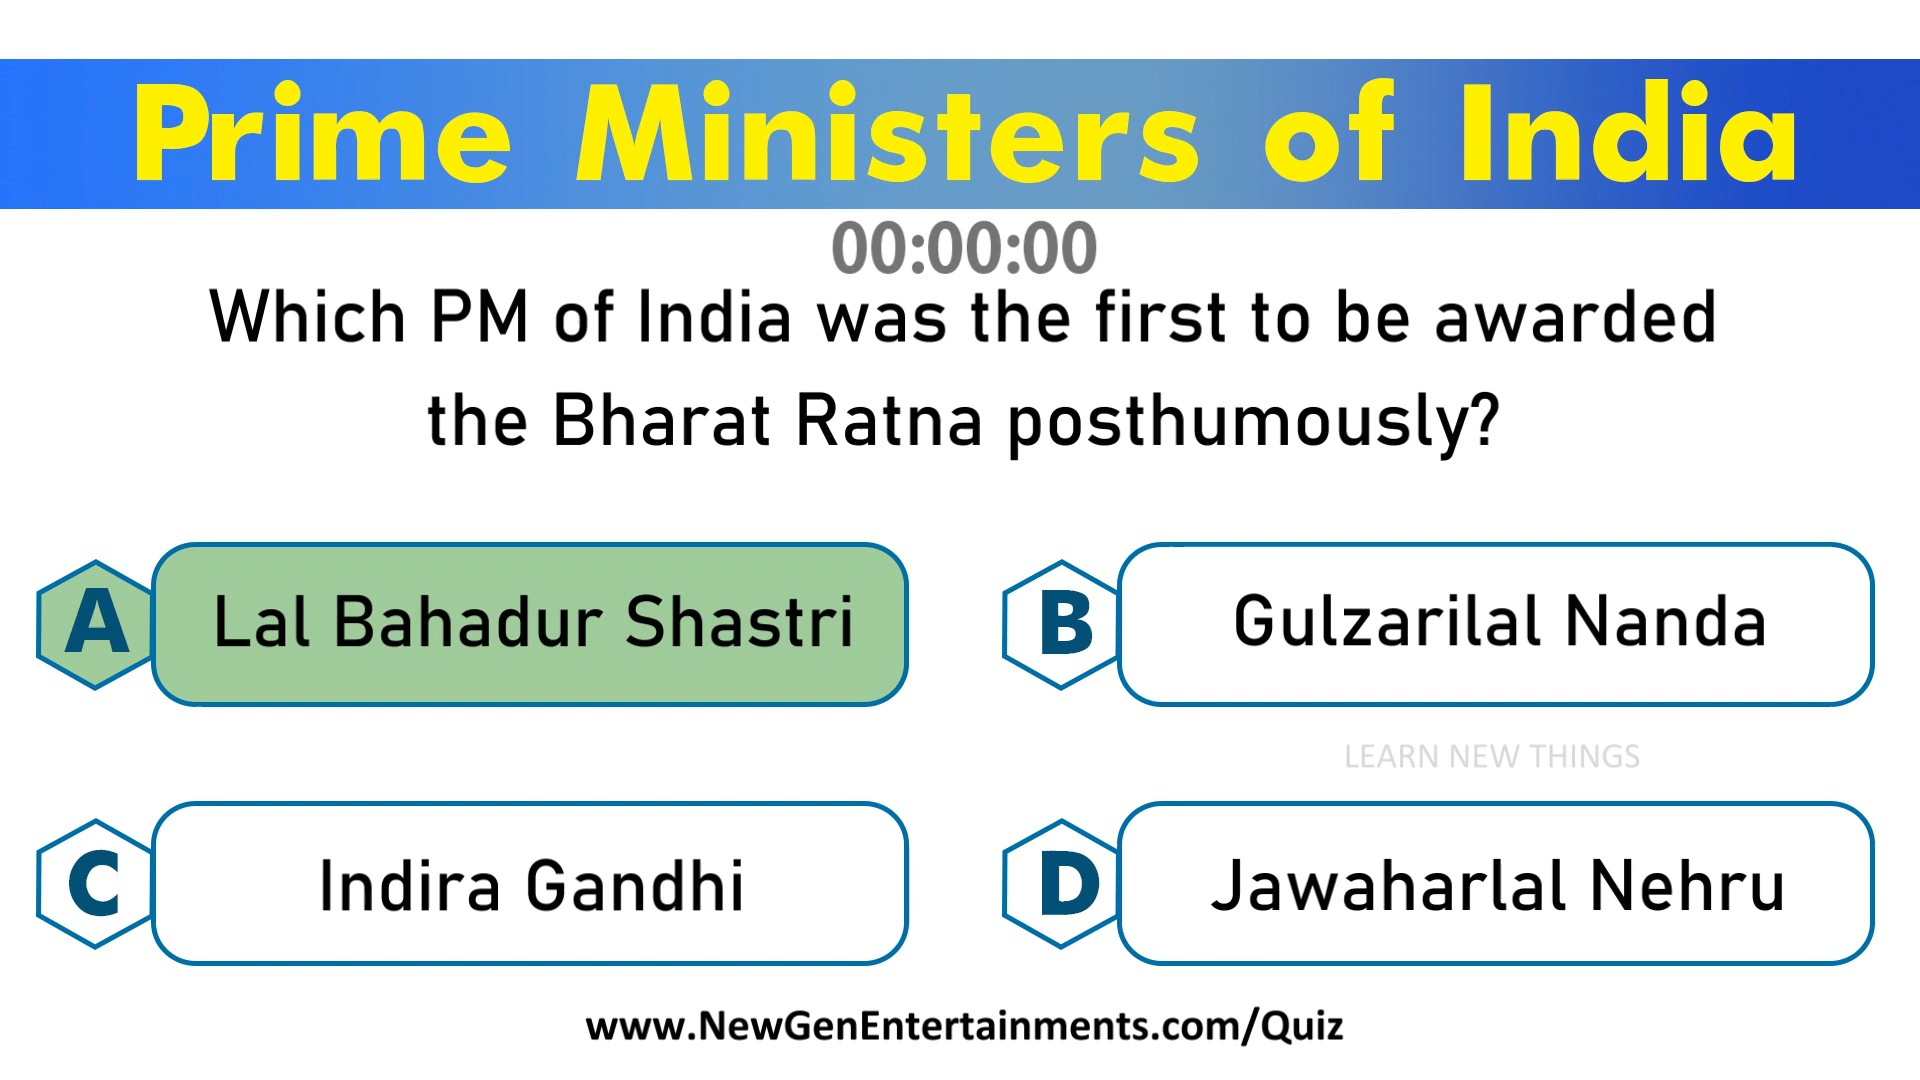 Prime Ministers of India
00:00:00
Which PM of India was the first to be awarded
the Bharat Ratna posthumously?
A Lal Bahadur Shastri
B Gulzarilal Nanda
LEARN NEW THINGS
C Indira Gandhi
D Jawaharlal Nehru
www.NewGenEntertainments.com/Quiz